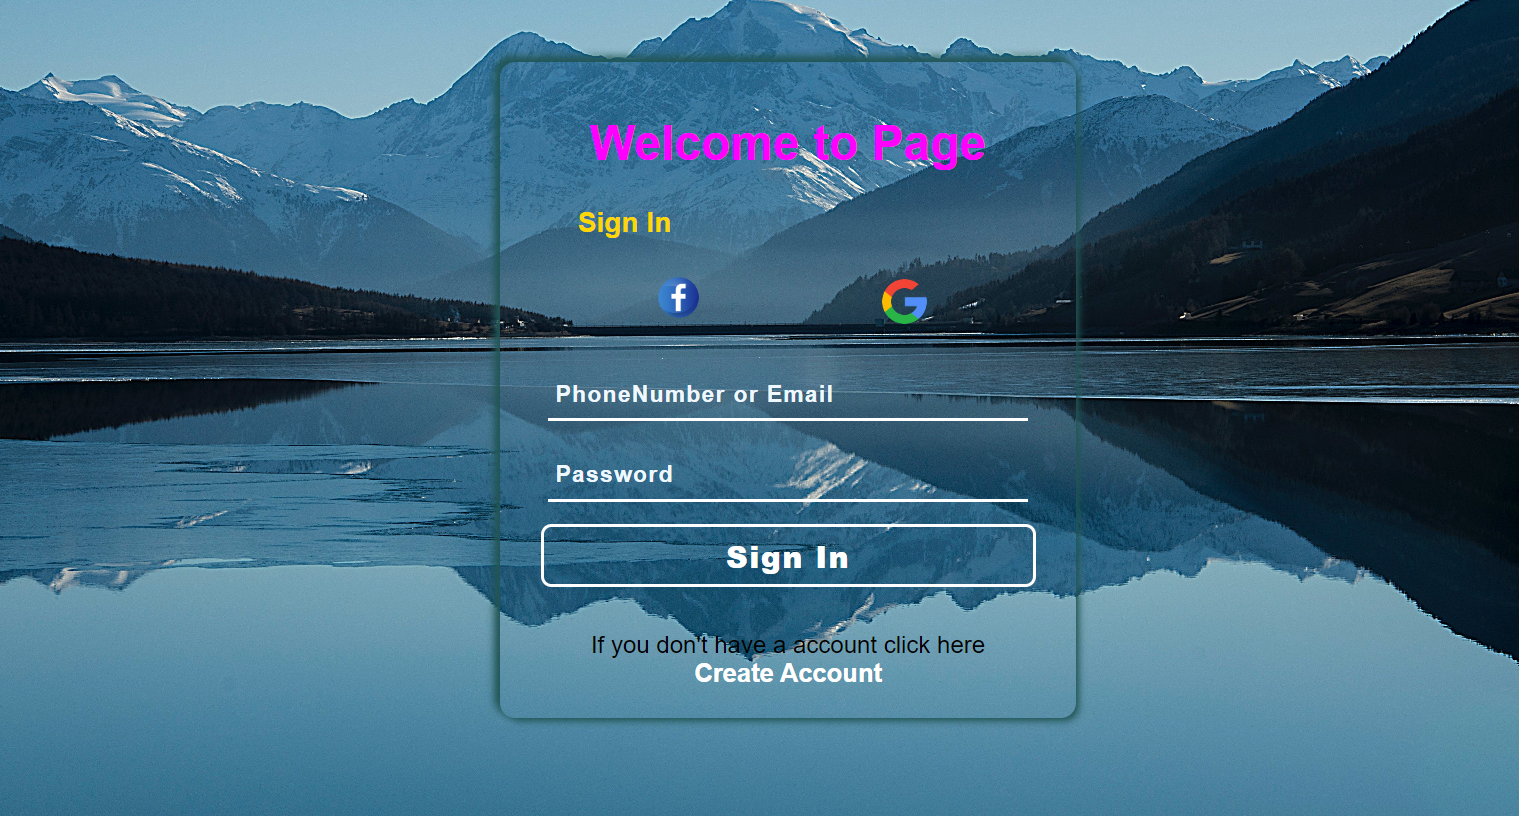 Welcome to Page
Sign In
PhoneNumber or Email
Password
Sign In
If you don't have a account click here
Create Account